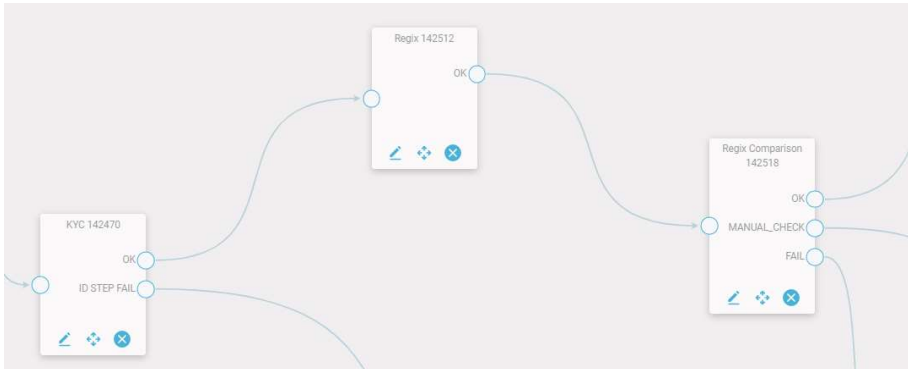 Regix 142512
OK
Regix Comparison
142518
OK
MANUAL_CHECK
FAIL
KYC 142470
OK
ID STEP FAIL